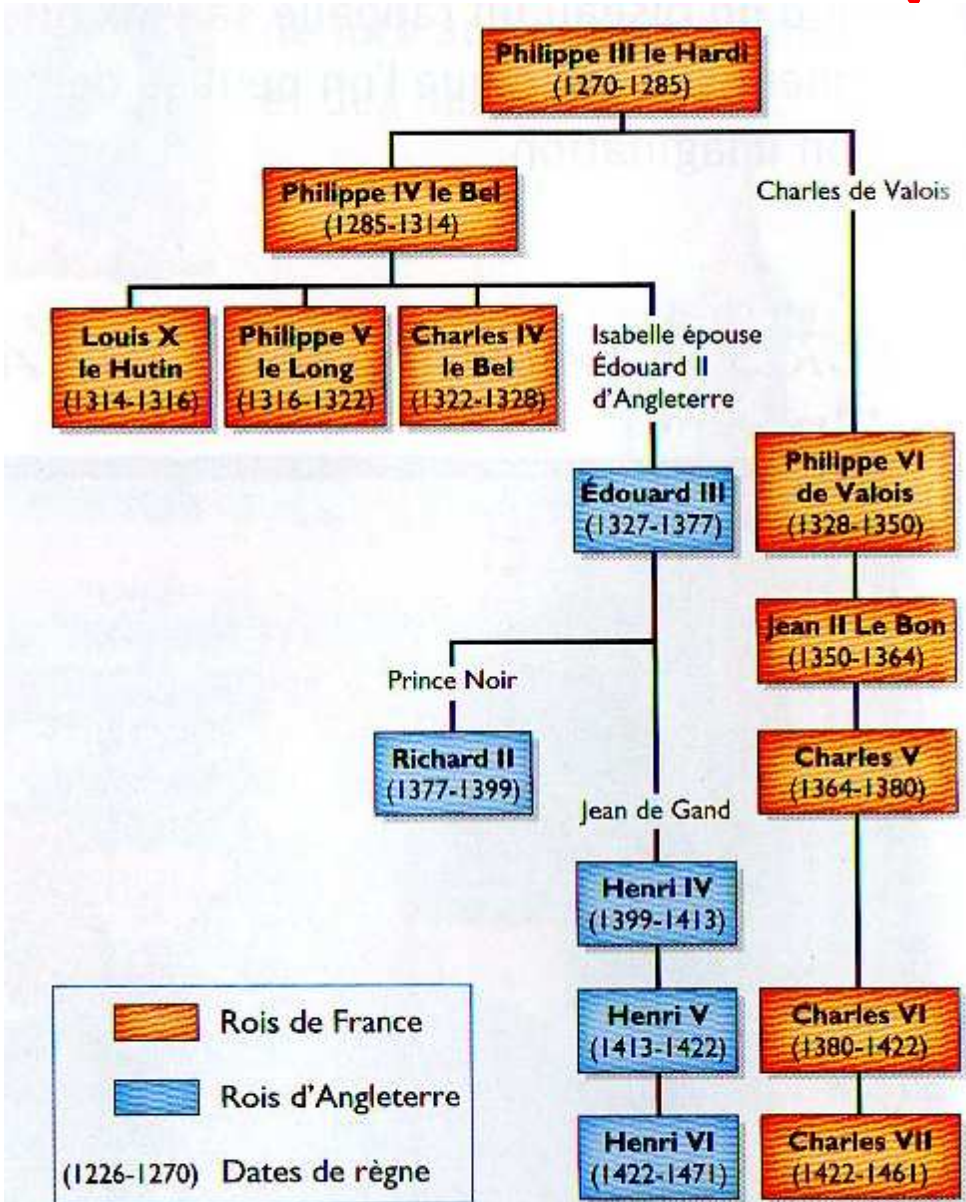 Philippe III le Hardi
(1270-1285)
Philippe IV le Bel
(1285-1314)
Charles de Valois
Louis X
le Hutin
(1314-1316)
Philippe V
le Long
(1316-1322)
Charles IV
le Bel
(1322-1328)
Isabelle épouse
Édouard II
d'Angleterre
Édouard III
(1327-1377)
Philippe VI
de Valois
(1328-1350)
Jean II Le Bon
(1350-1364)
Prince Noir
Richard II
(1377-1399)
Charles V
(1364-1380)
Jean de Gand
Henri IV
(1399-1413)
Henri V
(1413-1422)
Charles VI
(1380-1422)
Henri VI
(1422-1471)
Charles VII
(1422-1461)
Rois de France
Rois d'Angleterre
(1226-1270) Dates de règne